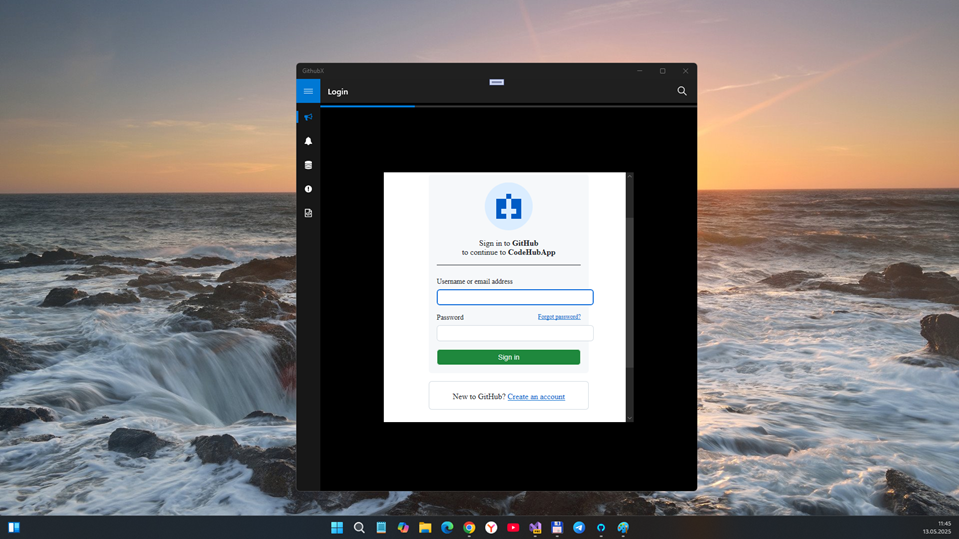 GithubX
Login
Sign in to GitHub
to continue to CodeHubApp
Username or email address
Password
Forgot password?
Sign in
New to GitHub? Create an account
11:45
13.05.2025